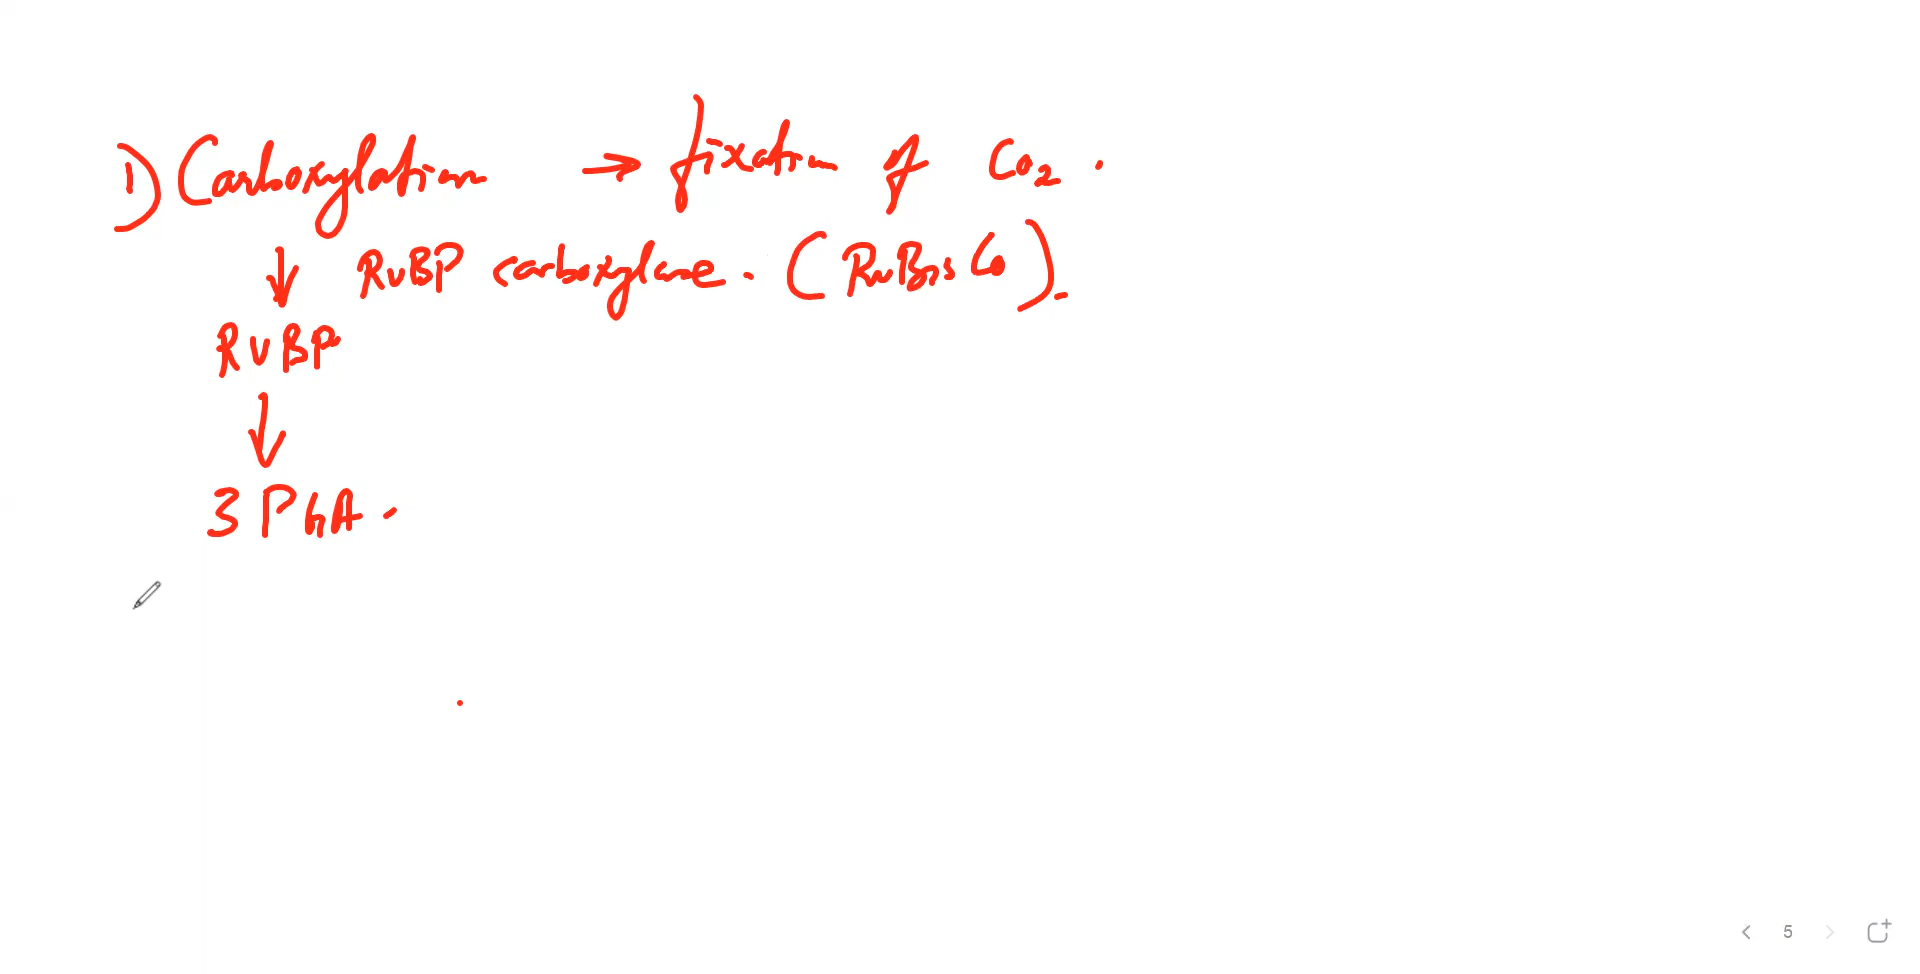 1) Carboxylation → fixation of CO2.
↓ RuBP carboxylase. (RuBisCo).
RuBP
↓
3 PGA.
5